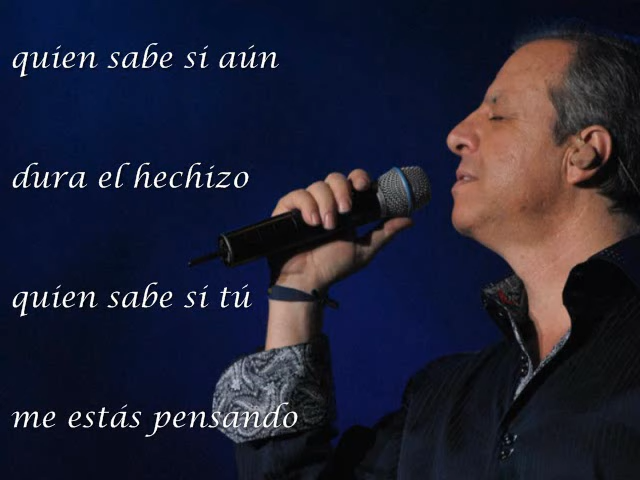 quien sabe si aún
dura el hechizo
quien sabe si tú
me estás pensando